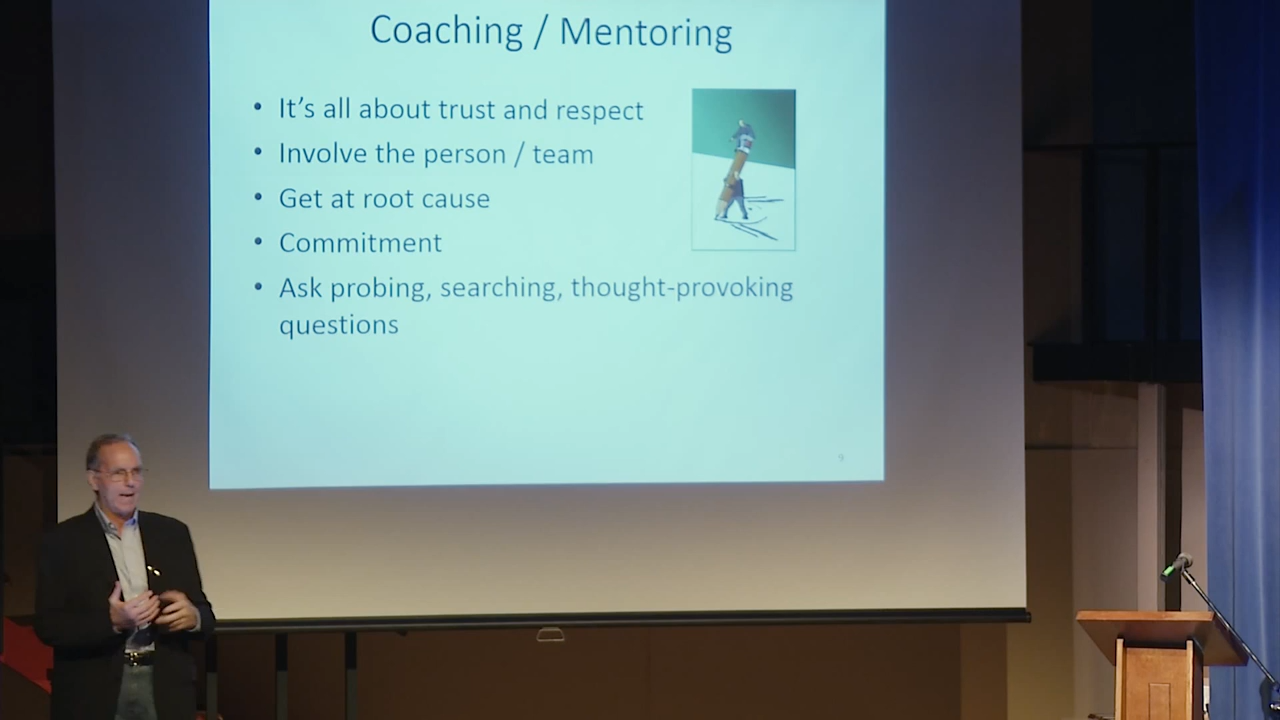 Coaching / Mentoring
• It's all about trust and respect
• Involve the person / team
• Get at root cause
• Commitment
• Ask probing, searching, thought-provoking
questions
9